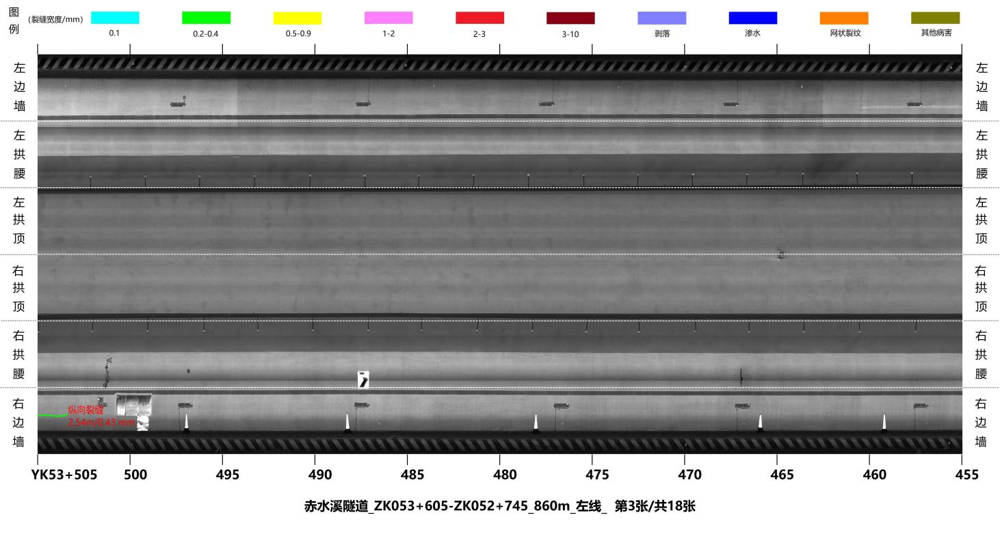 图例
(裂缝宽度/mm)
0.1
0.2-0.4
0.5-0.9
1-2
2-3
3-10
剥落
渗水
网状裂纹
其他病害
左边墙
左边墙
左拱腰
左拱腰
左拱顶
左拱顶
右拱顶
右拱顶
右拱腰
右拱腰
右边墙
右边墙
纵向裂缝
2.54m/0.43 mm
YK53+505 500 495 490 485 480 475 470 465 460 455
赤水溪隧道_ZK053+605-ZK052+745_860m_左线_ 第3张/共18张